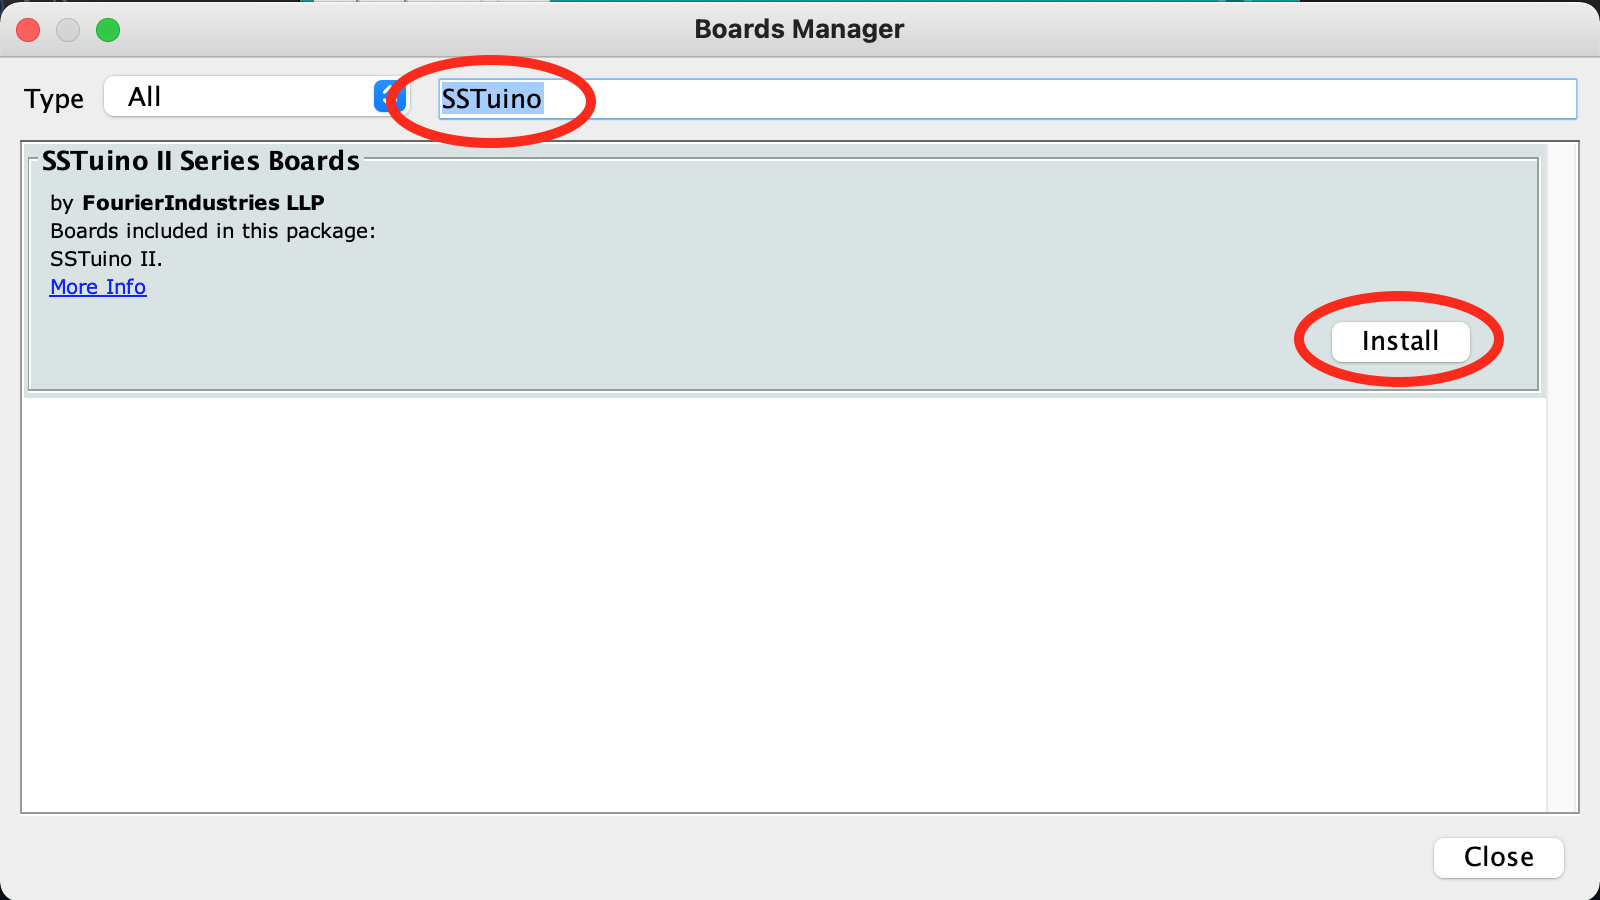 Boards Manager
Type All SSTuino
SSTuino II Series Boards
by FourierIndustries LLP
Boards included in this package:
SSTuino II.
More Info
Install
Close